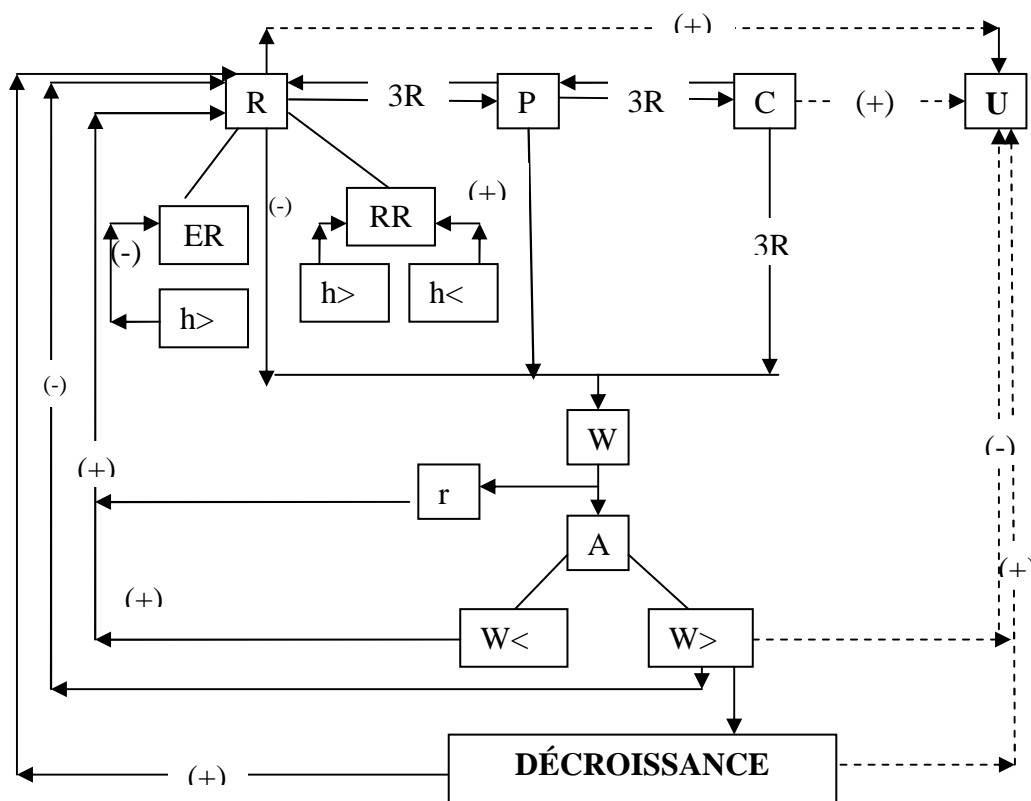 (+)
R 3R P 3R C (+) U
(-) (+)
ER RR
(-) 3R
h> h> h<
(-)
W
(-)
(+) r
A
(+)
(+)
W< W>
DÉCROISSANCE
(+)